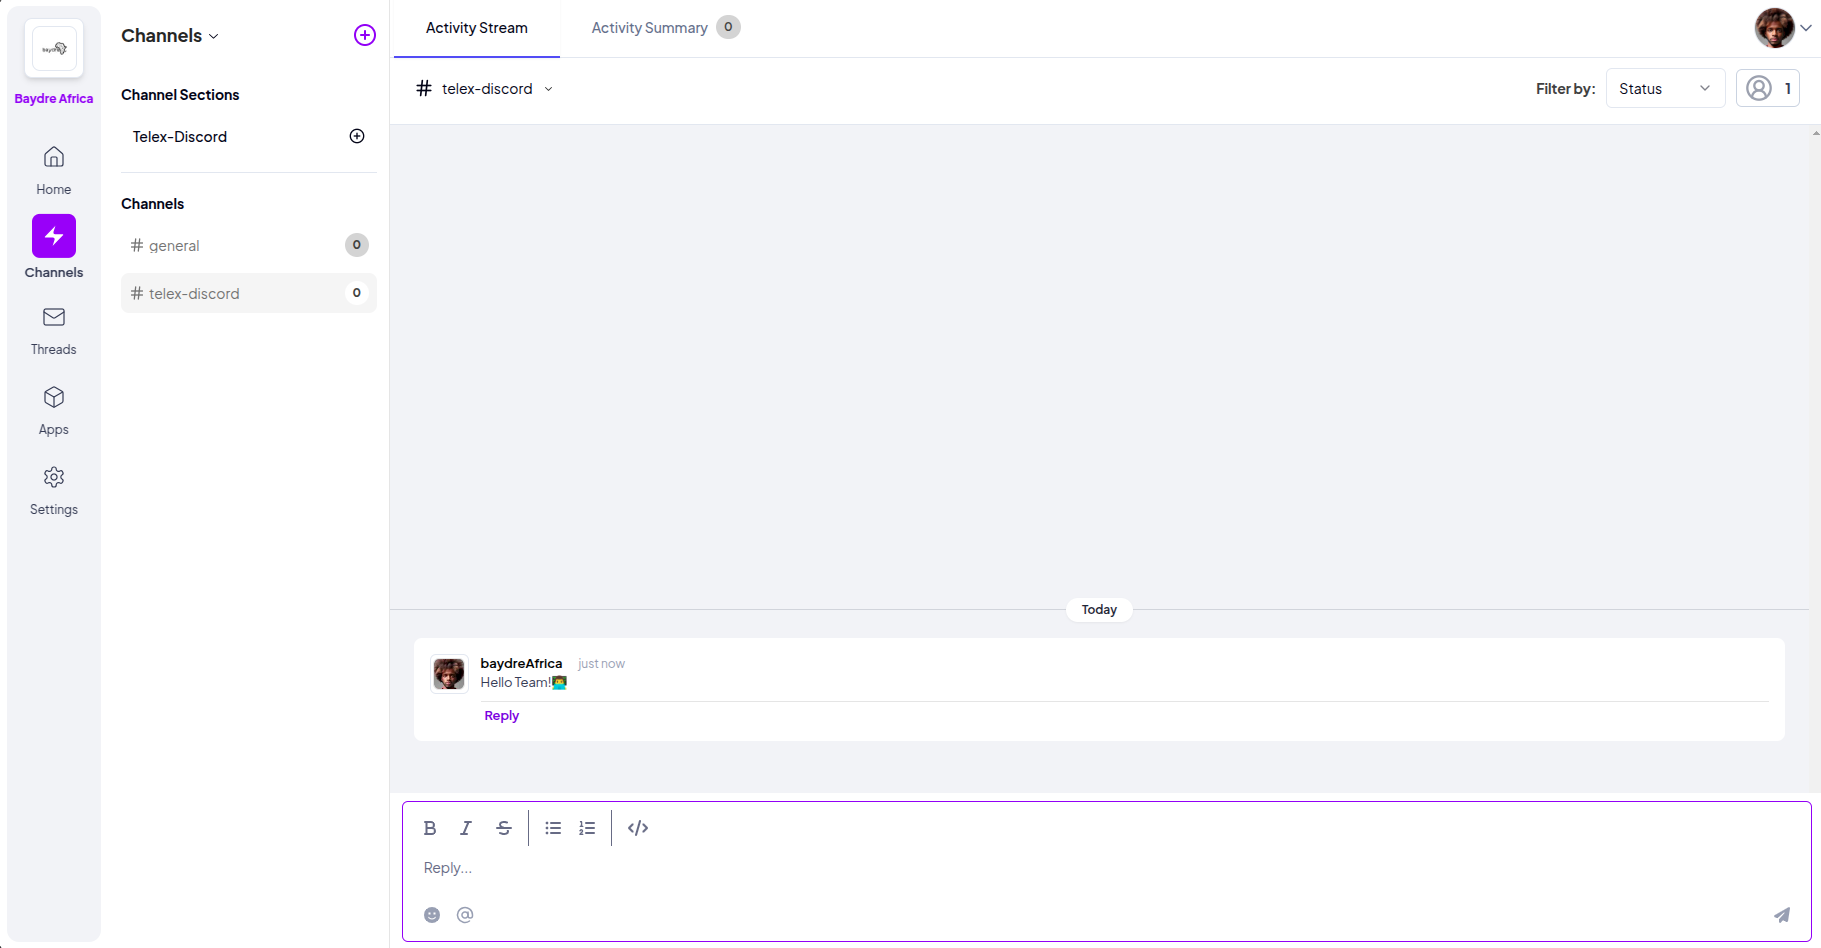 Baydre Africa
Home
Channels
Threads
Apps
Settings
Channels
Channel Sections
Telex-Discord
Channels
# general 0
# telex-discord 0
Activity Stream
Activity Summary 0
# telex-discord
Filter by: Status 1
Today
baydreAfrica just now
Hello Team!👨‍💻
Reply
B I S </>
Reply...
@